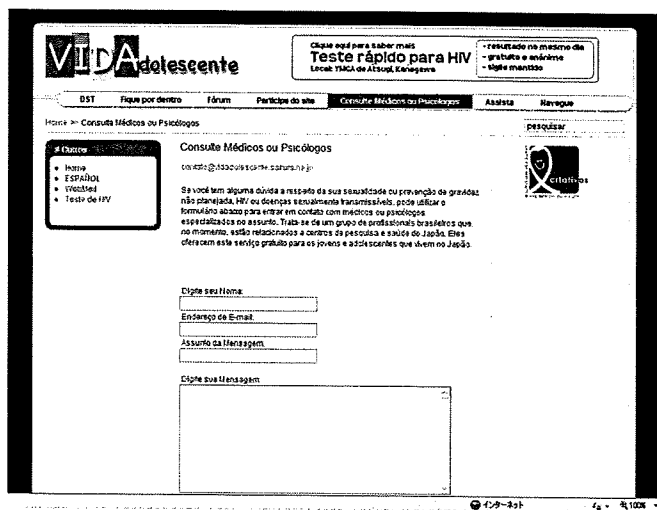 VIDAdolescente
Clique aqui para saber mais
Teste rápido para HIV
Local: YMCA de Atsugi, Kanagawa
- resultado no mesmo dia
- gratuito e anônimo
- sigilo mantido
DST Fique por dentro fórum Participe do site Consulte Médicos ou Psicólogos Assista Navegue
Home >> Consulte Médicos ou Psicólogos
pesquisar
Outros
Home
ESPAÑOL
WebMed
Teste de HIV
Consulte Médicos ou Psicólogos
criativos
Se você tem alguma dúvida a respeito da sua sexualidade ou prevenção de gravidez
não planejada, HIV ou doenças sexualmente transmissíveis, pode utilizar o
formulário abaixo para entrar em contato com médicos ou psicólogos
especializados no assunto. Trata-se de um grupo de profissionais brasileiros que,
no momento, estão relacionados a centros de pesquisa e saúde do Japão. Eles
oferecem este serviço gratuito para os jovens e adolescentes que vivem no Japão.
Digite seu Nome:
Endereço de E-mail:
Assunto da Mensagem:
Digite sua Mensagem:
インターネット
100%